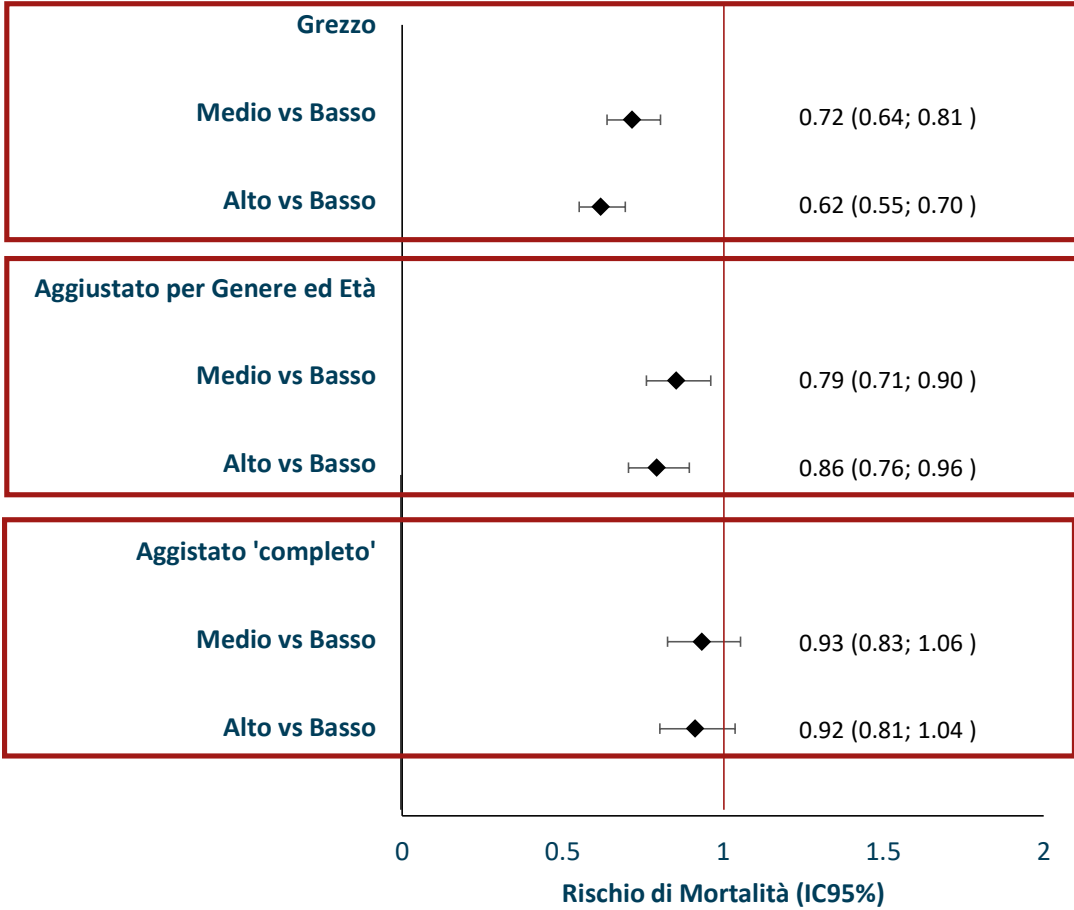 Grezzo
Medio vs Basso 0.72 (0.64; 0.81 )
Alto vs Basso 0.62 (0.55; 0.70 )
Aggiustato per Genere ed Età
Medio vs Basso 0.79 (0.71; 0.90 )
Alto vs Basso 0.86 (0.76; 0.96 )
Aggistato 'completo'
Medio vs Basso 0.93 (0.83; 1.06 )
Alto vs Basso 0.92 (0.81; 1.04 )
0 0.5 1 1.5 2
Rischio di Mortalità (IC95%)